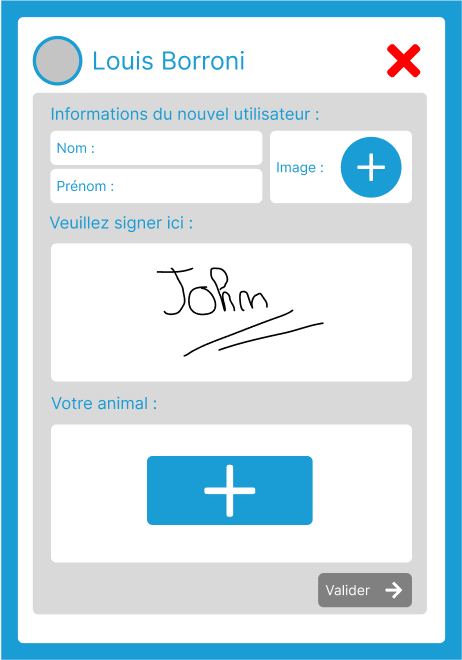 Louis Borroni
Informations du nouvel utilisateur :
Nom :
Prénom :
Image :
Veuillez signer ici :
John
Votre animal :
Valider